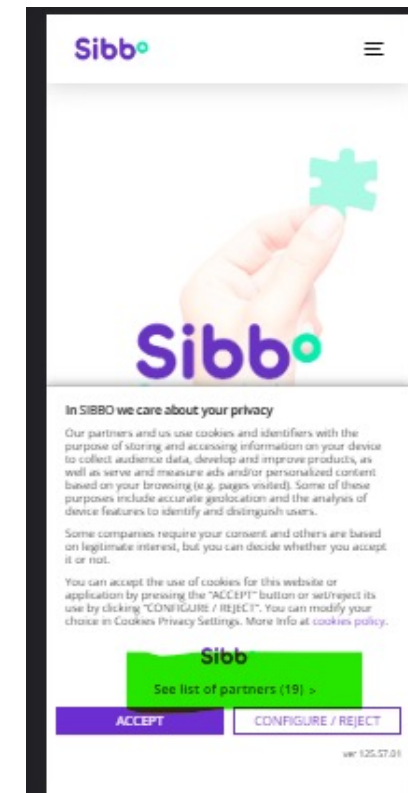 Sibbo
Sibbo
In SIBBO we care about your privacy
Our partners and us use cookies and identifiers with the
purpose of storing and accessing information on your device
to collect audience data, develop and improve products, as
well as serve and measure ads and/or personalized content
based on your browsing (e.g. pages visited). Some of these
purposes include accurate geolocation and the analysis of
device features to identify and distinguish users.
Some companies require your consent and others are based
on legitimate interest, but you can decide whether you accept
it or not.
You can accept the use of cookies for this website or
application by pressing the "ACCEPT" button or set/reject its
use by clicking "CONFIGURE / REJECT". You can modify your
choice in Cookies Privacy Settings. More Info at cookies policy.
Sibb
See list of partners (19) >
ACCEPT
CONFIGURE / REJECT
ver 125.57.01